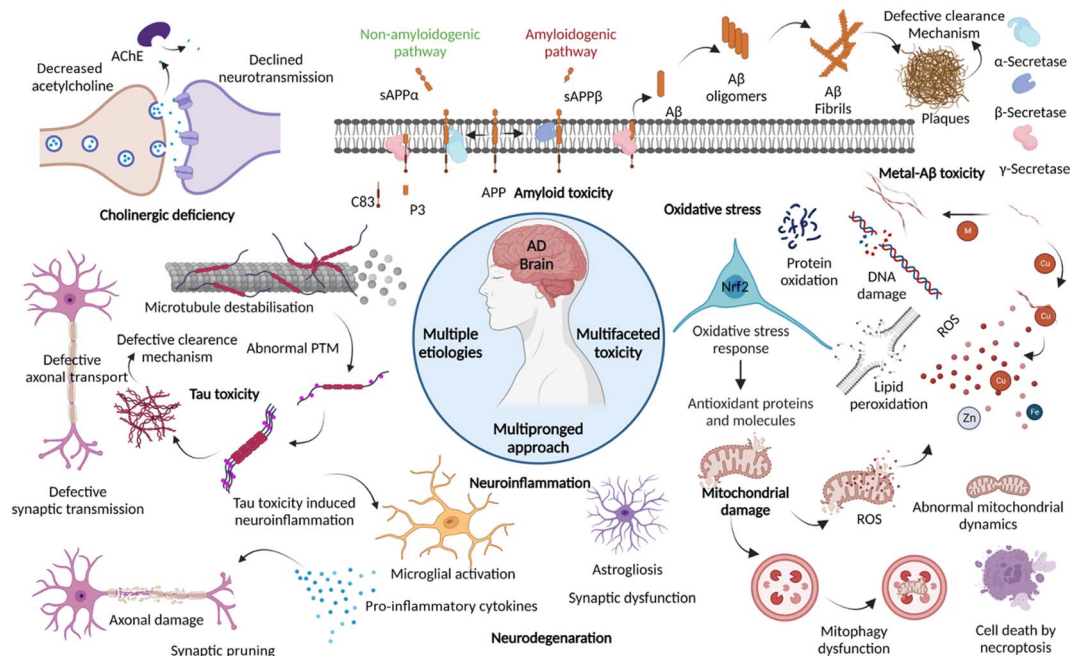 AChE
Decreased
acetylcholine
Declined
neurotransmission
Cholinergic deficiency
Non-amyloidogenic
pathway
Amyloidogenic
pathway
sAPPα
sAPPβ
Aβ
Aβ
oligomers
Aβ
Fibrils
Defective clearance
Mechanism
Plaques
α-Secretase
β-Secretase
γ-Secretase
C83
P3
APP
Amyloid toxicity
Metal-Aβ toxicity
M
Cu
Cu
Cu
Zn
Fe
ROS
Oxidative stress
Protein
oxidation
DNA
damage
Nrf2
Oxidative stress
response
Lipid
peroxidation
Antioxidant proteins
and molecules
AD
Brain
Multiple
etiologies
Multifaceted
toxicity
Multipronged
approach
Microtubule destabilisation
Abnormal PTM
Defective clearence
mechanism
Defective
axonal transport
Tau toxicity
Defective
synaptic transmission
Tau toxicity induced
neuroinflammation
Neuroinflammation
Microglial activation
Astrogliosis
Synaptic dysfunction
Pro-inflammatory cytokines
Axonal damage
Synaptic pruning
Neurodegenaration
Mitochondrial
damage
ROS
Abnormal mitochondrial
dynamics
Mitophagy
dysfunction
Cell death by
necroptosis